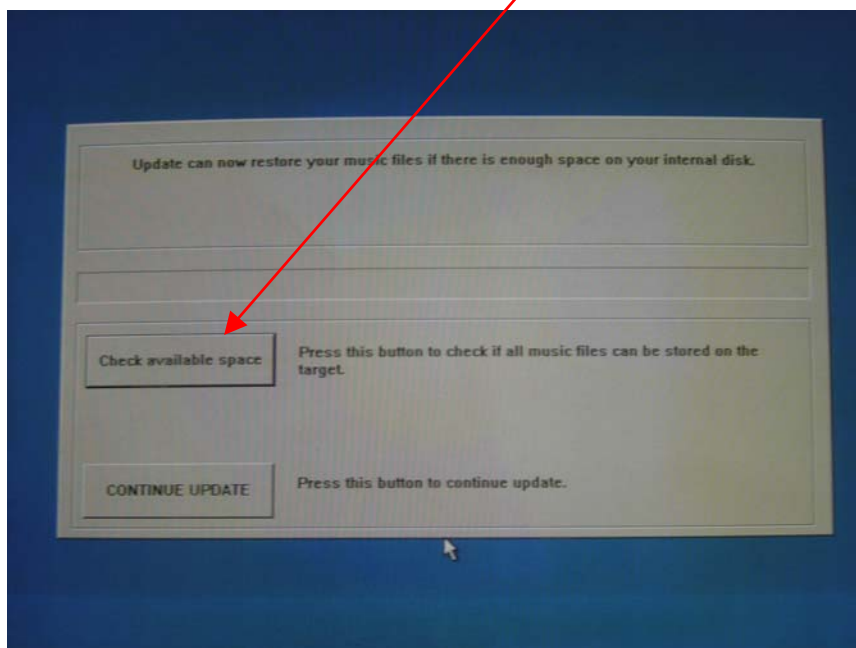 Update can now restore your music files if there is enough space on your internal disk.
Check available space
Press this button to check if all music files can be stored on the
target.
CONTINUE UPDATE
Press this button to continue update.